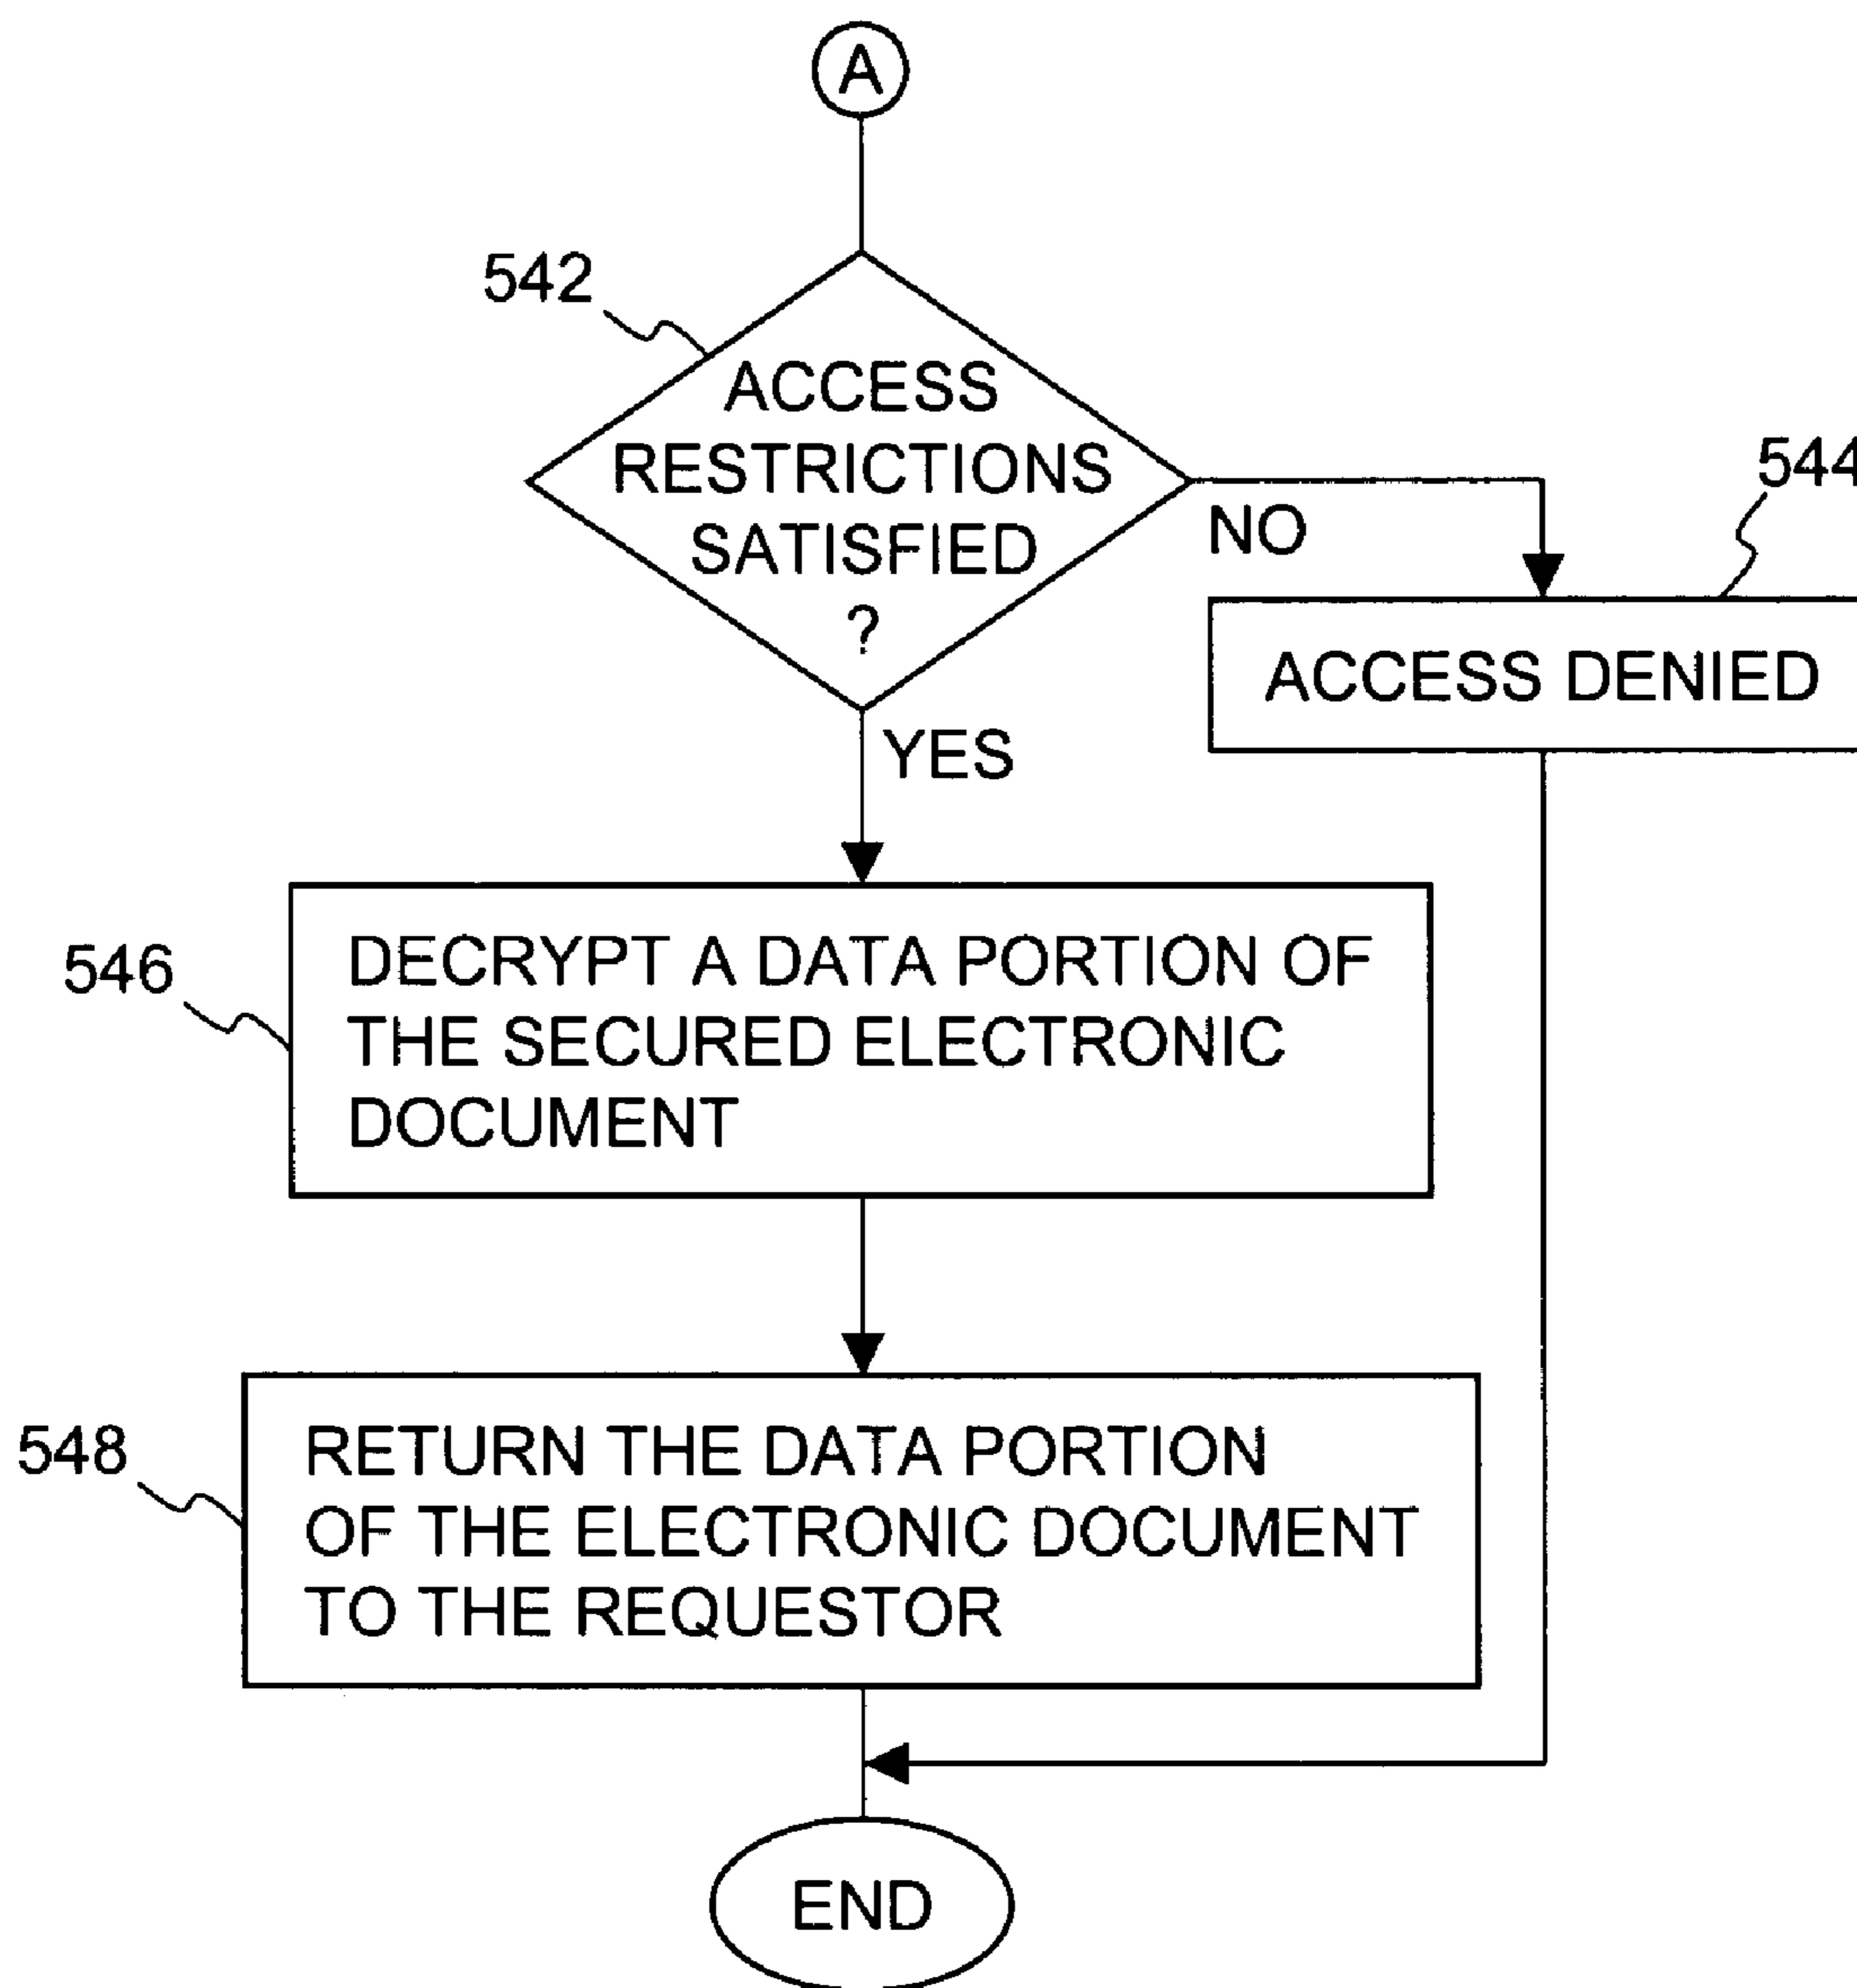 A
542
ACCESS
RESTRICTIONS
SATISFIED
?
544
NO
ACCESS DENIED
YES
546
DECRYPT A DATA PORTION OF
THE SECURED ELECTRONIC
DOCUMENT
548
RETURN THE DATA PORTION
OF THE ELECTRONIC DOCUMENT
TO THE REQUESTOR
END